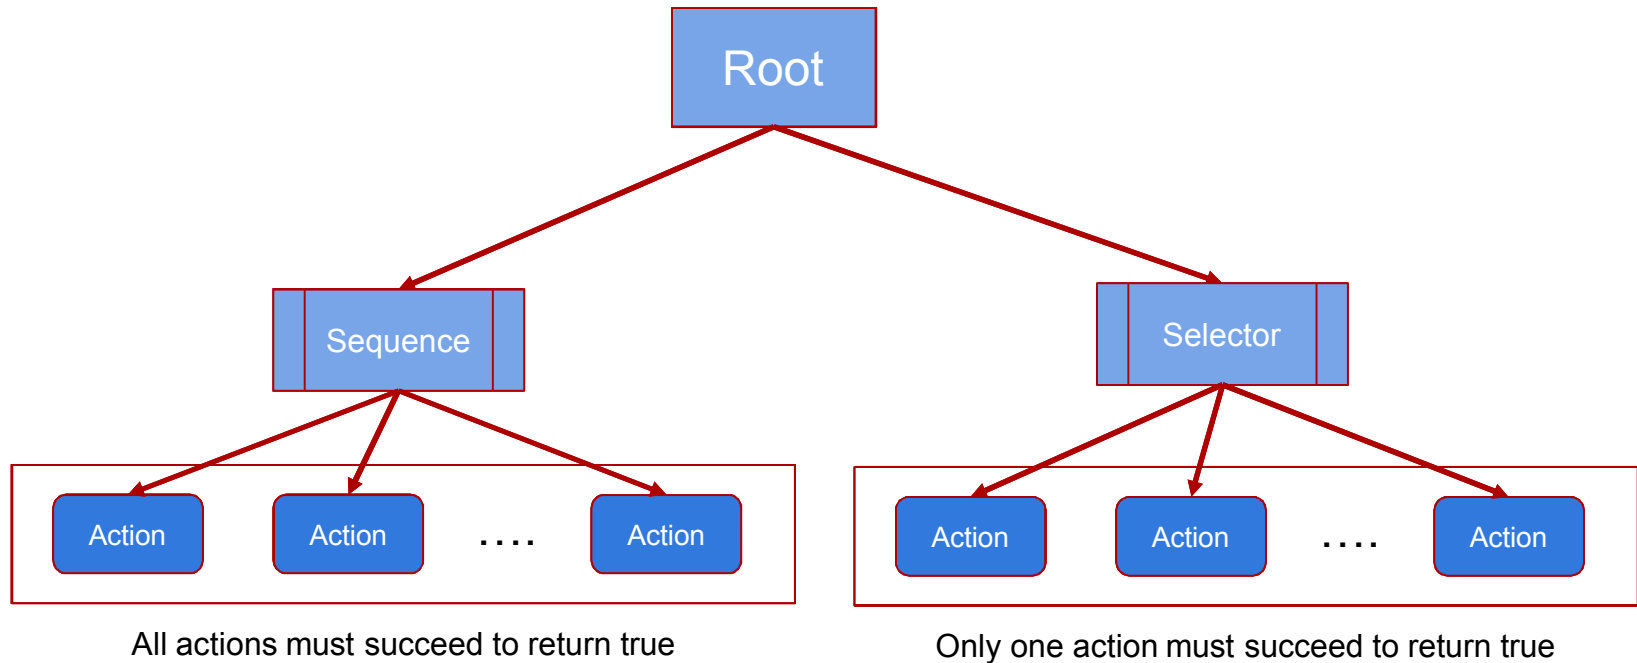 Root
Sequence
Selector
Action
Action
....
Action
Action
Action
....
Action
All actions must succeed to return true
Only one action must succeed to return true